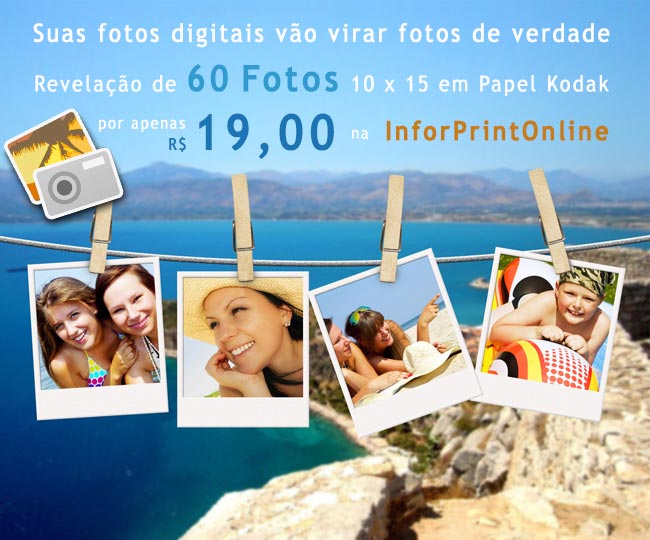 Suas fotos digitais vão virar fotos de verdade
Revelação de 60 Fotos 10 x 15 em Papel Kodak
por apenas R$ 19,00 na InforPrintOnline